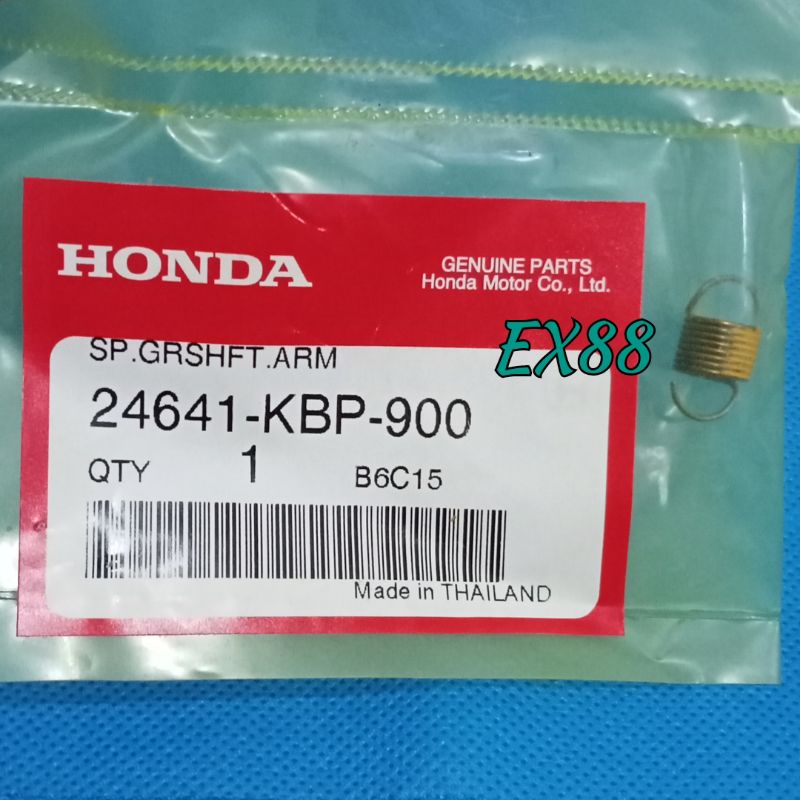 HONDA
GENUINE PARTS
Honda Motor Co., Ltd.
EX88
SP.GRSHFT.ARM
24641-KBP-900
QTY 1 B6C15
Made in THAILAND